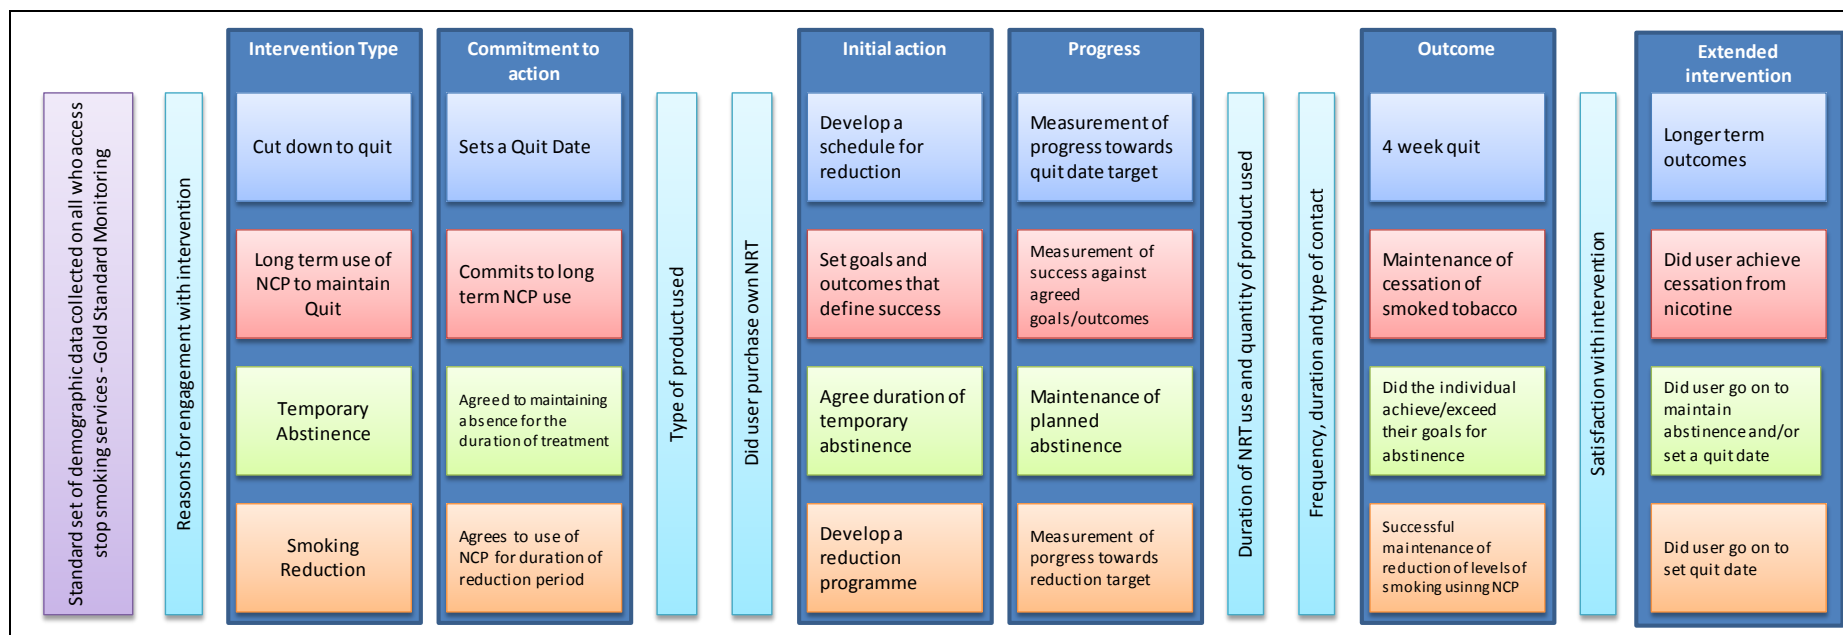 Standard set of demographic data collected on all who access
stop smoking services - Gold Standard Monitoring
Reasons for engagement with intervention
Intervention Type
Cut down to quit
Long term use of
NCP to maintain
Quit
Temporary
Abstinence
Smoking
Reduction
Commitment to
action
Sets a Quit Date
Commits to long
term NCP use
Agreed to maintaining
absence for the
duration of treatment
Agrees to use of
NCP for duration of
reduction period
Type of product used
Did user purchase own NRT
Initial action
Develop a
schedule for
reduction
Set goals and
outcomes that
define success
Agree duration of
temporary
abstinence
Develop a
reduction
programme
Progress
Measurement of
progress towards
quit date target
Measurement of
success against
agreed
goals/outcomes
Maintenance of
planned
abstinence
Measurement of
porgress towards
reduction target
Duration of NRT use and quantity of product used
Frequency, duration and type of contact
Outcome
4 week quit
Maintenance of
cessation of
smoked tobacco
Did the individual
achieve/exceed
their goals for
abstinence
Successful
maintenance of
reduction of levels of
smoking usinng NCP
Satisfaction with intervention
Extended
intervention
Longer term
outcomes
Did user achieve
cessation from
nicotine
Did user go on to
maintain
abstinence and/or
set a quit date
Did user go on to
set quit date